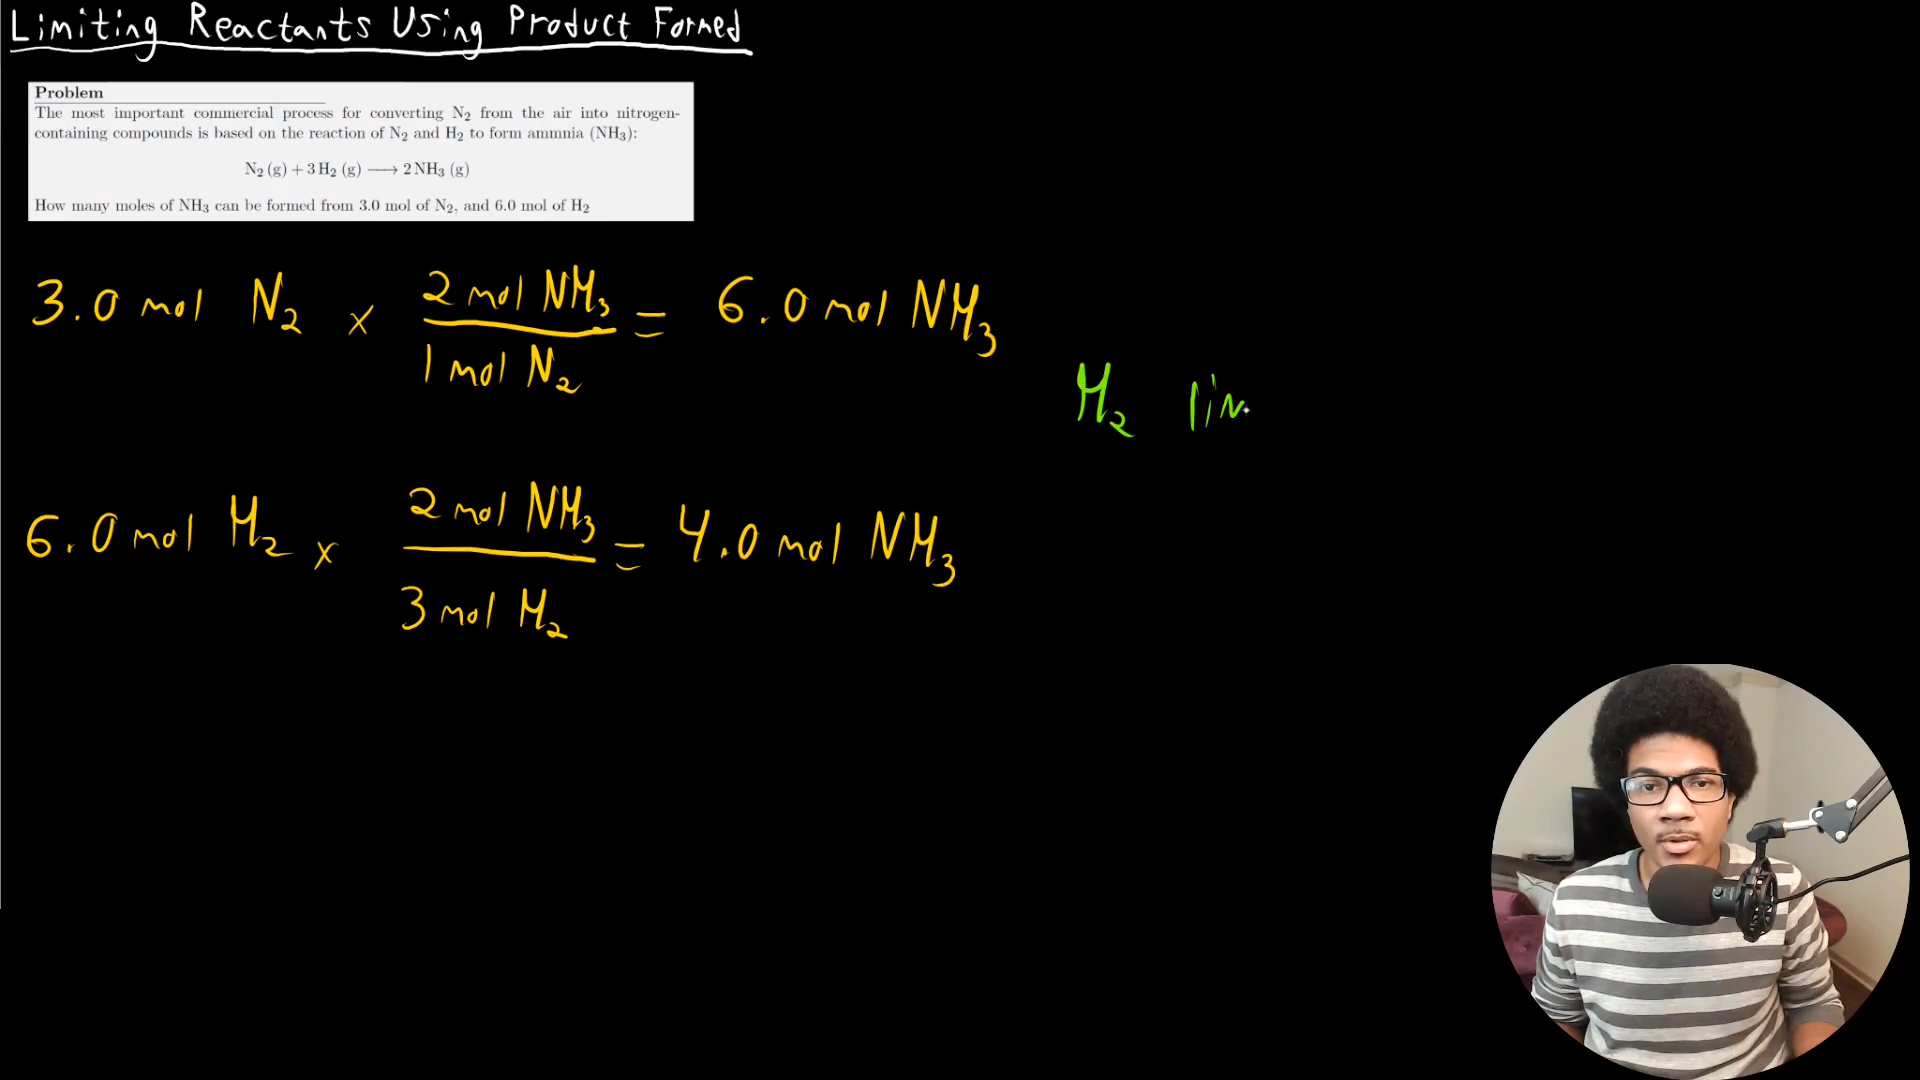 Limiting Reactants Using Product Formed
Problem
The most important commercial process for converting N₂ from the air into nitrogen-
containing compounds is based on the reaction of N₂ and H₂ to form ammnia (NH₃):
N₂ (g) + 3 H₂ (g) ⟶ 2 NH₃ (g)
How many moles of NH₃ can be formed from 3.0 mol of N₂, and 6.0 mol of H₂
3.0 mol N₂ × 2 mol NH₃ / 1 mol N₂ = 6.0 mol NH₃
H₂ lim
6.0 mol H₂ × 2 mol NH₃ / 3 mol H₂ = 4.0 mol NH₃